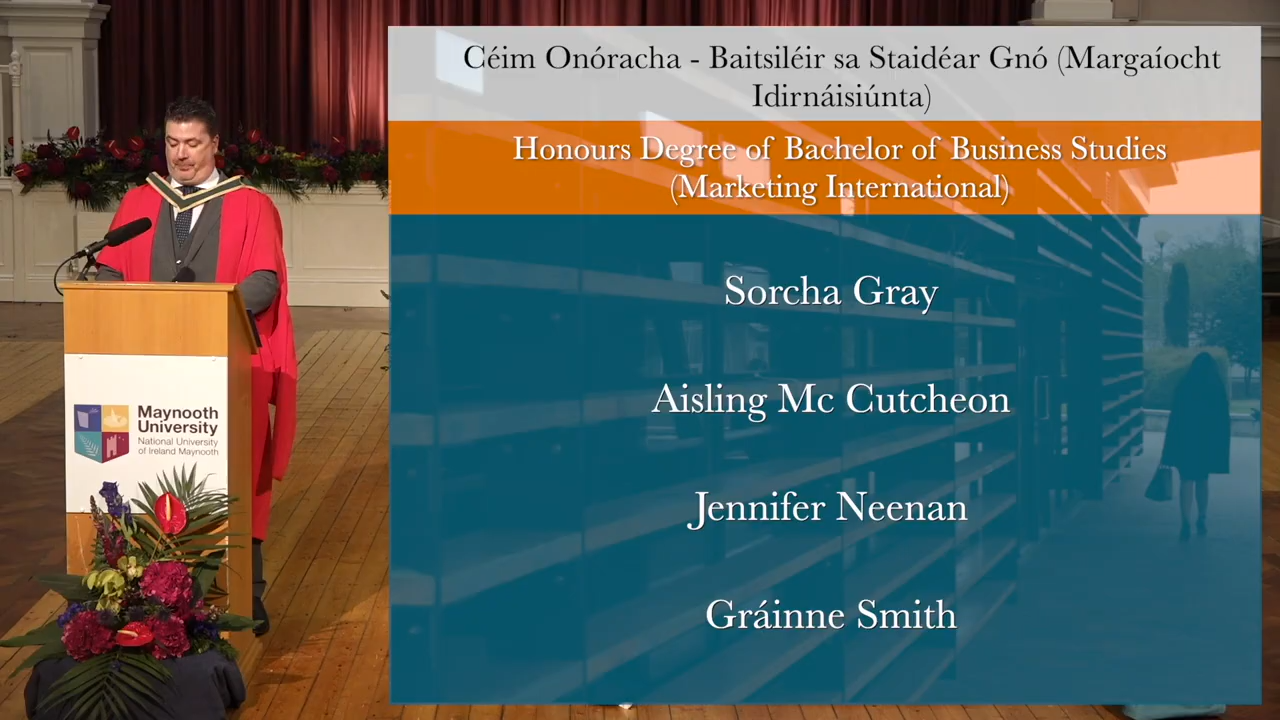 Céim Onóracha - Baitsiléir sa Staidéar Gnó (Margaíocht
Idirnáisiúnta)
Honours Degree of Bachelor of Business Studies
(Marketing International)
Sorcha Gray
Aisling Mc Cutcheon
Jennifer Neenan
Gráinne Smith
Maynooth
University
National University
of Ireland Maynooth